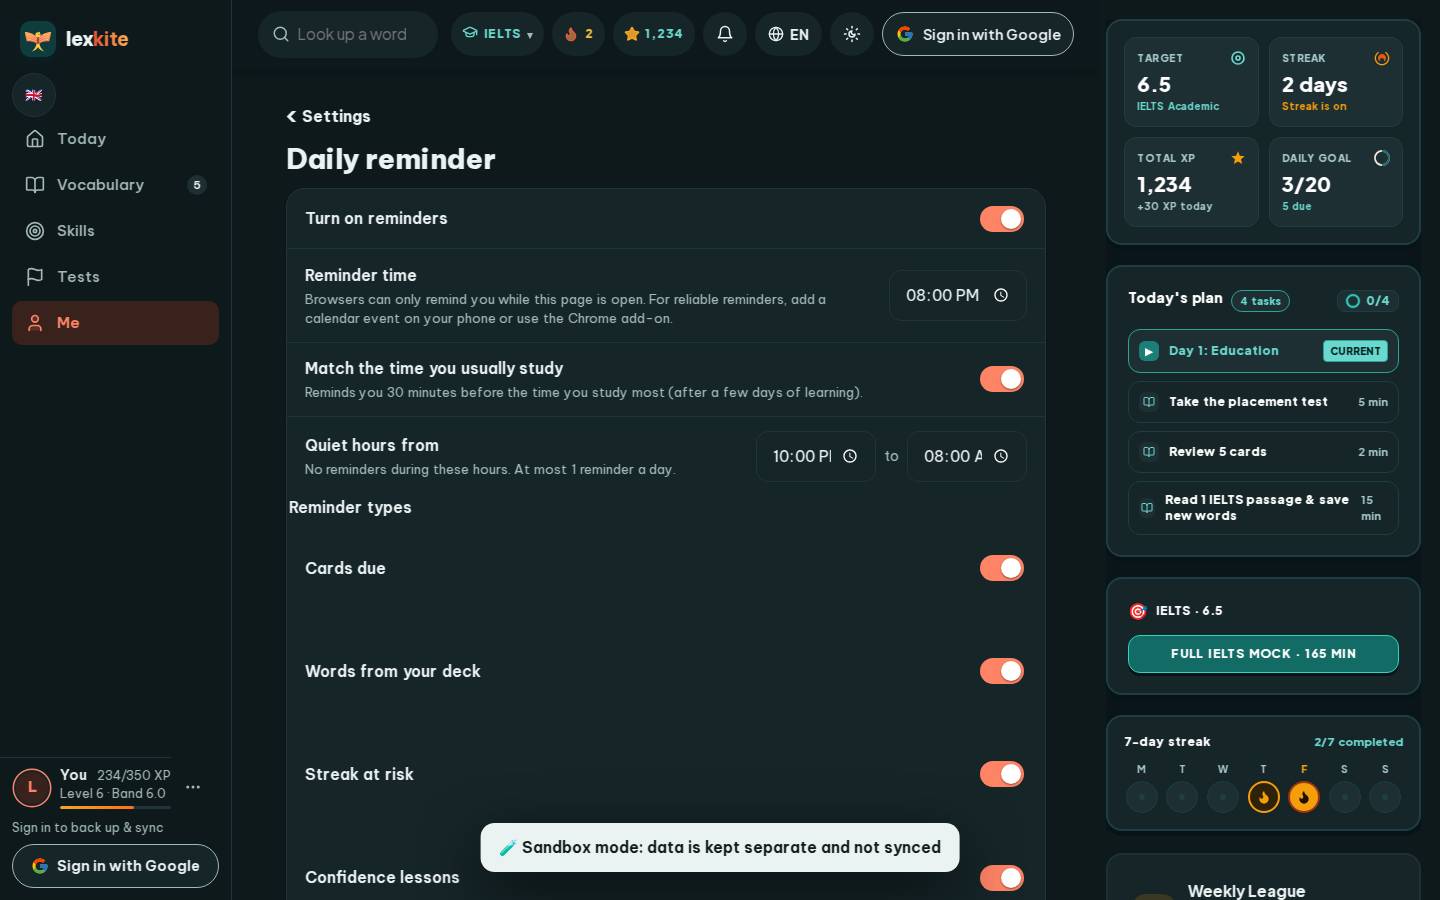 lexkite
Today
Vocabulary 5
Skills
Tests
Me
L
You 234/350 XP
Level 6 · Band 6.0
Sign in to back up & sync
Sign in with Google
Look up a word
IELTS
2
1,234
EN
Sign in with Google
Settings
Daily reminder
Turn on reminders
Reminder time
Browsers can only remind you while this page is open. For reliable reminders, add a
calendar event on your phone or use the Chrome add-on.
08:00 PM
Match the time you usually study
Reminds you 30 minutes before the time you study most (after a few days of learning).
Quiet hours from
No reminders during these hours. At most 1 reminder a day.
10:00 P to 08:00 A
Reminder types
Cards due
Words from your deck
Streak at risk
Confidence lessons
🧪 Sandbox mode: data is kept separate and not synced
TARGET
6.5
IELTS Academic
STREAK
2 days
Streak is on
TOTAL XP
1,234
+30 XP today
DAILY GOAL
3/20
5 due
Today's plan 4 tasks 0/4
Day 1: Education CURRENT
Take the placement test 5 min
Review 5 cards 2 min
Read 1 IELTS passage & save
new words
15
min
IELTS · 6.5
FULL IELTS MOCK · 165 MIN
7-day streak 2/7 completed
M T W T F S S
Weekly League